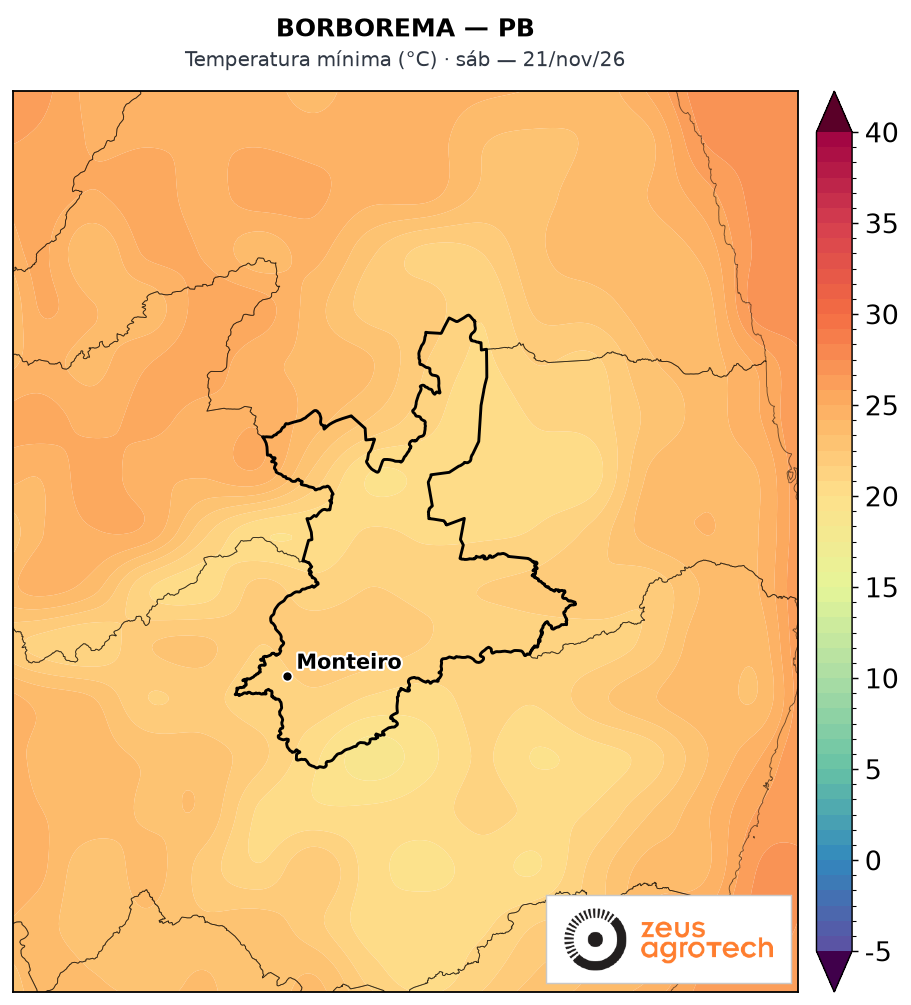 BORBOREMA — PB
Temperatura mínima (°C) · sáb — 21/nov/26
40
35
30
25
20
15
10
5
0
-5
Monteiro
zeus
agrotech